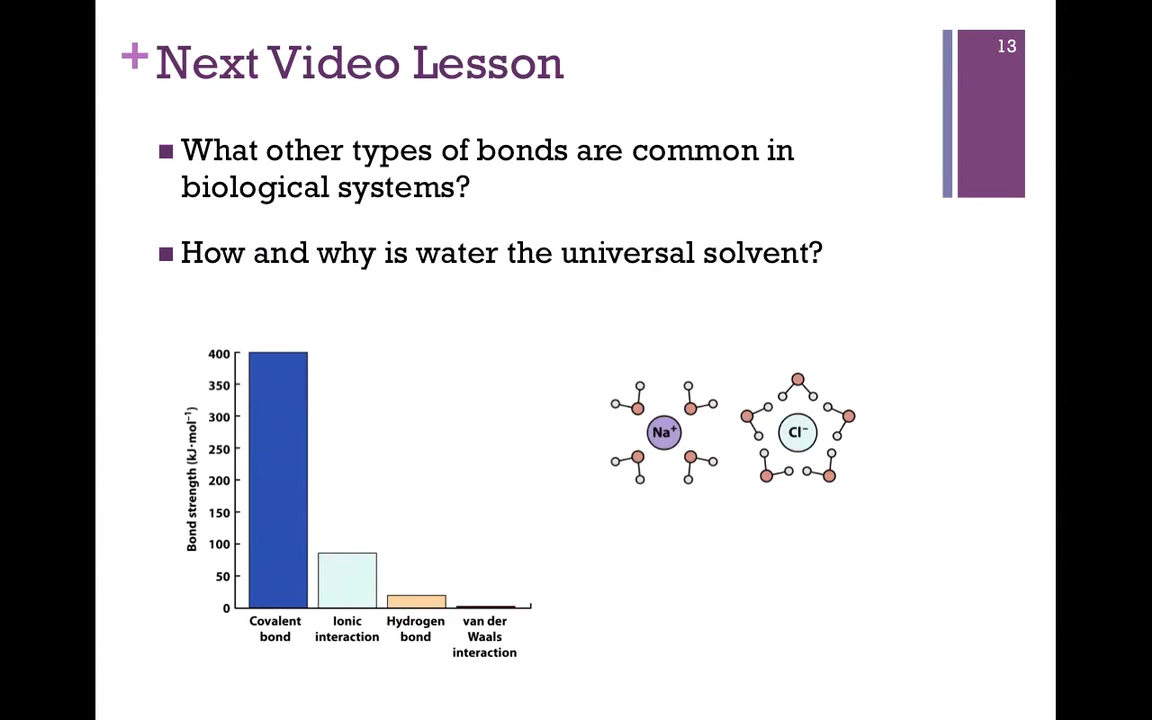 13
+ Next Video Lesson
■ What other types of bonds are common in
biological systems?
■ How and why is water the universal solvent?
Bond strength (kJ·mol⁻¹)
400
350
300
250
200
150
100
50
0
Covalent
bond
Ionic
interaction
Hydrogen
bond
van der
Waals
interaction
Na⁺
Cl⁻